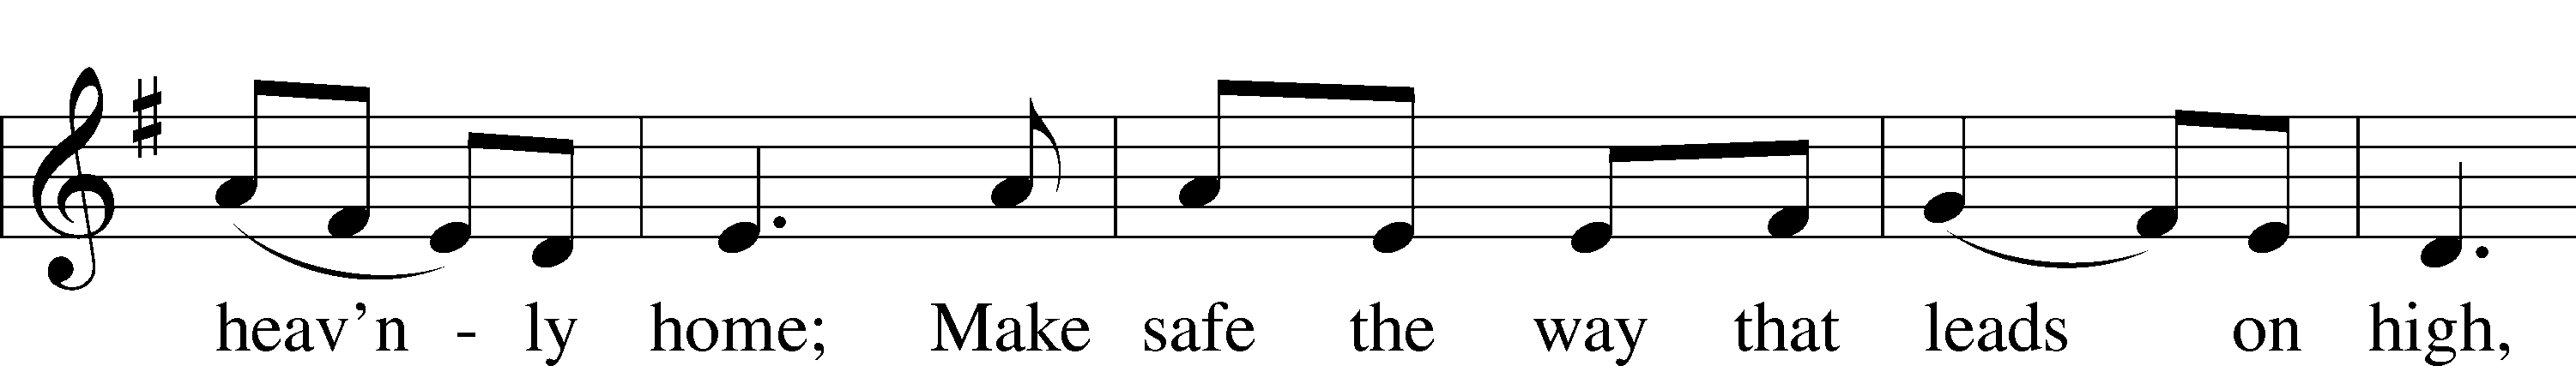 heav’n - ly home; Make safe the way that leads on high,